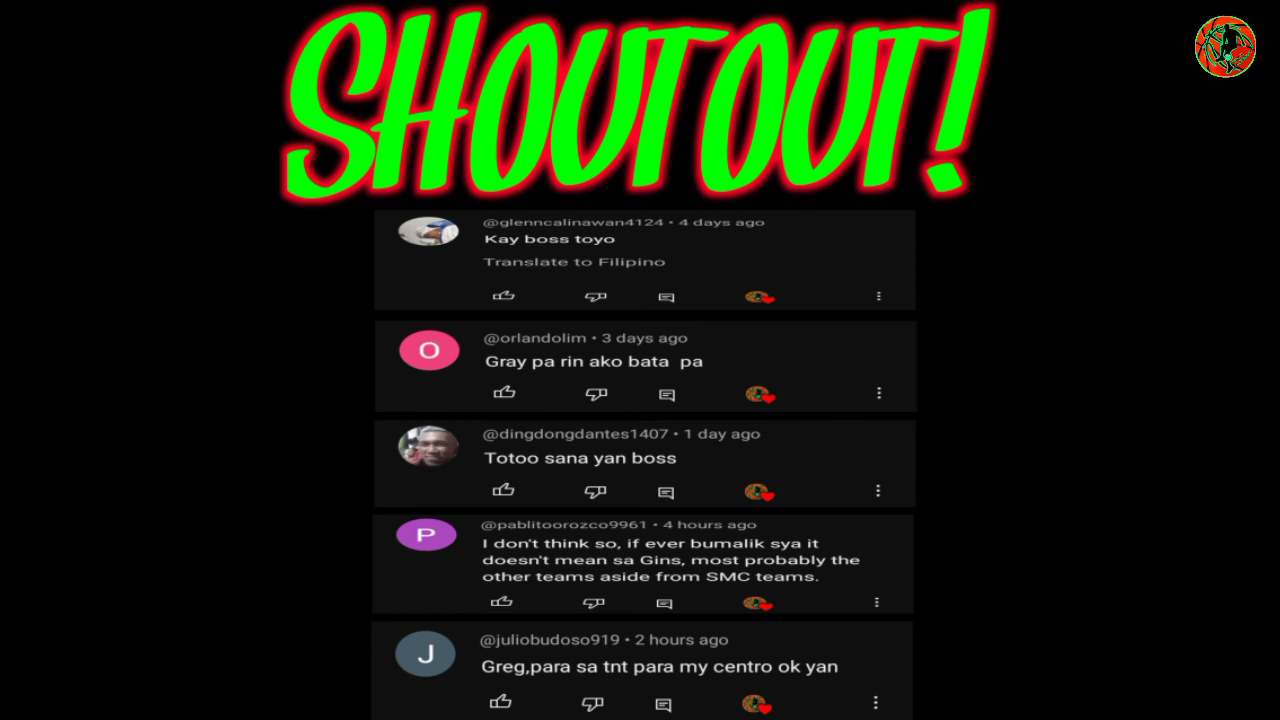 SHOUTOUT!
@glenncalinawan4124 • 4 days ago
Kay boss toyo
Translate to Filipino
O
@orlandolim • 3 days ago
Gray pa rin ako bata pa
@dingdongdantes1407 • 1 day ago
Totoo sana yan boss
P
@pablitoorozco9961 • 4 hours ago
I don't think so, if ever bumalik sya it
doesn't mean sa Gins, most probably the
other teams aside from SMC teams.
J
@juliobudoso919 • 2 hours ago
Greg,para sa tnt para my centro ok yan